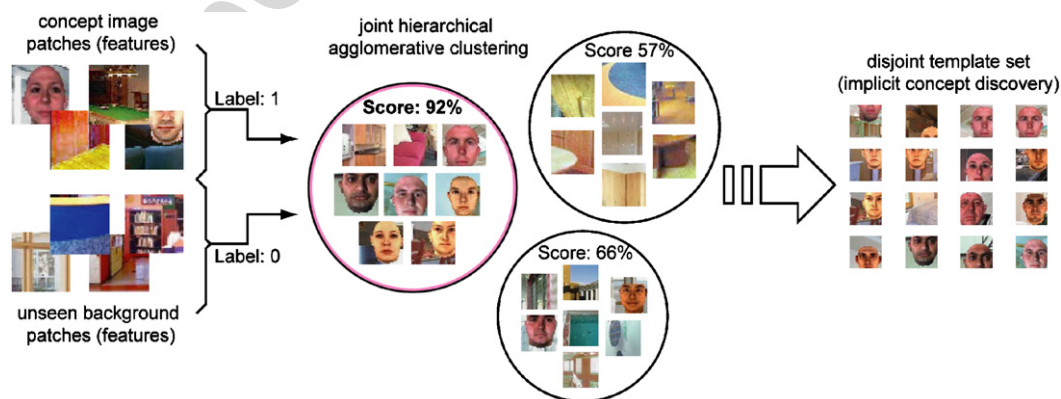 concept image
patches (features)
Label: 1
Label: 0
unseen background
patches (features)
joint hierarchical
agglomerative clustering
Score: 92%
Score 57%
Score: 66%
disjoint template set
(implicit concept discovery)